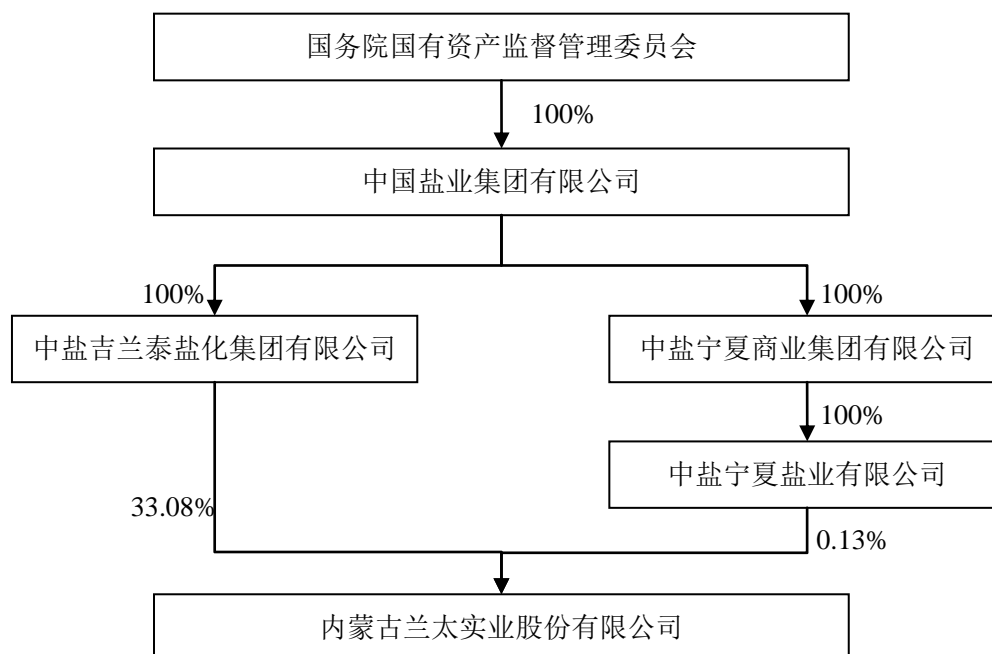 国务院国有资产监督管理委员会
100%
中国盐业集团有限公司
100%
100%
中盐吉兰泰盐化集团有限公司
中盐宁夏商业集团有限公司
100%
中盐宁夏盐业有限公司
33.08%
0.13%
内蒙古兰太实业股份有限公司